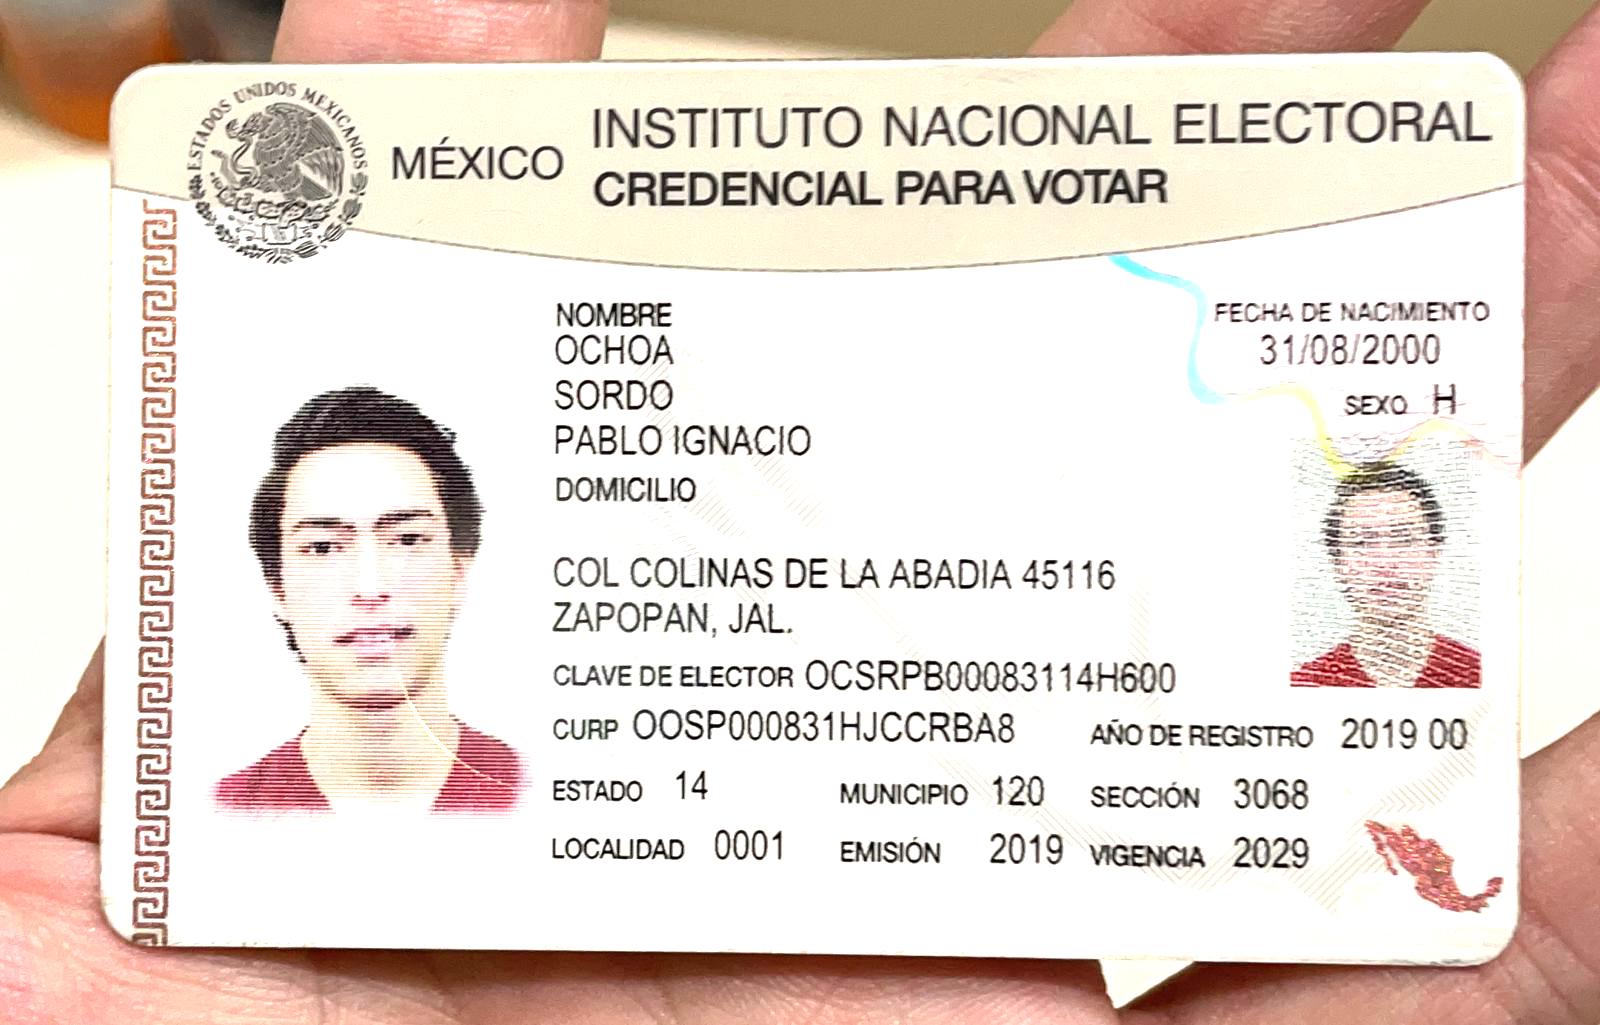 ESTADOS UNIDOS MEXICANOS
MÉXICO
INSTITUTO NACIONAL ELECTORAL
CREDENCIAL PARA VOTAR
NOMBRE
OCHOA
SORDO
PABLO IGNACIO
FECHA DE NACIMIENTO
31/08/2000
SEXO H
DOMICILIO
COL COLINAS DE LA ABADIA 45116
ZAPOPAN, JAL.
CLAVE DE ELECTOR OCSRPB00083114H600
CURP OOSP000831HJCCRBA8 AÑO DE REGISTRO 2019 00
ESTADO 14 MUNICIPIO 120 SECCIÓN 3068
LOCALIDAD 0001 EMISIÓN 2019 VIGENCIA 2029